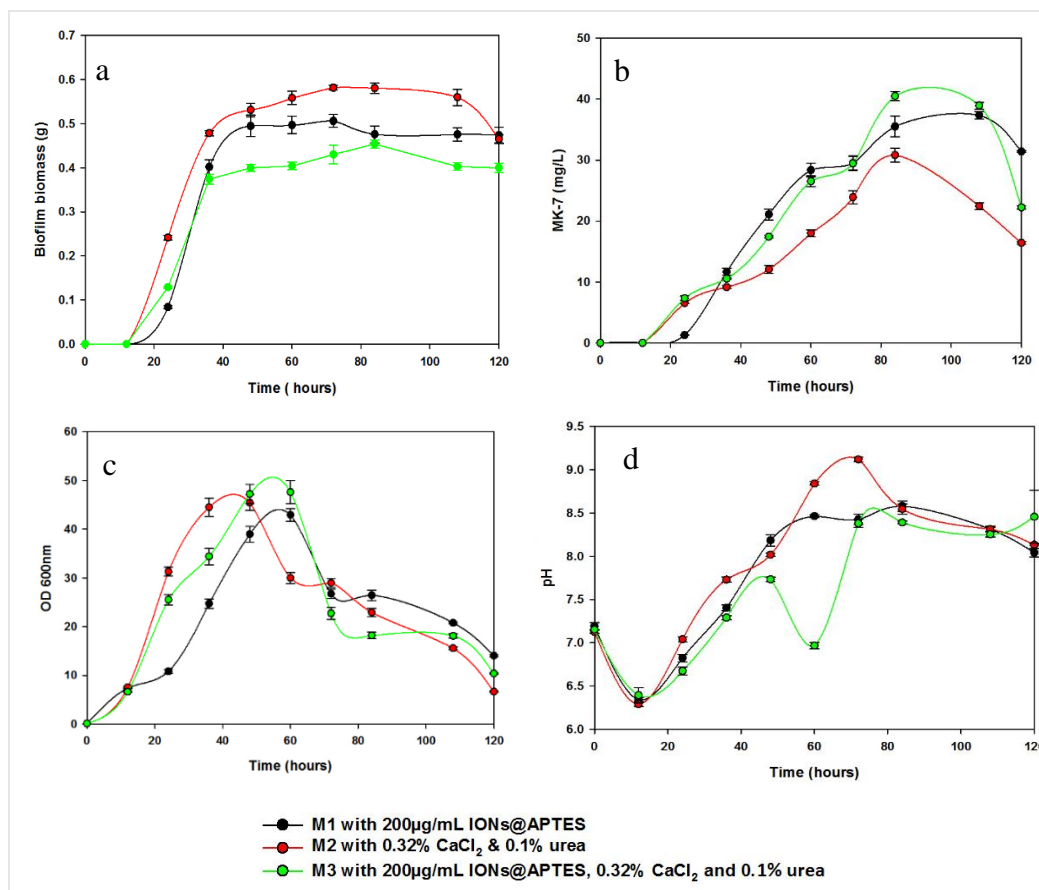 a
Biofilm biomass (g)
0.7
0.6
0.5
0.4
0.3
0.2
0.1
0.0
0 20 40 60 80 100 120
Time ( hours)
b
MK-7 (mg/L)
50
40
30
20
10
0
0 20 40 60 80 100 120
Time (hours)
c
OD 600nm
60
50
40
30
20
10
0
0 20 40 60 80 100 120
Time (hours)
d
pH
9.5
9.0
8.5
8.0
7.5
7.0
6.5
6.0
0 20 40 60 80 100 120
Time (hours)
M1 with 200µg/mL IONs@APTES
M2 with 0.32% CaCl₂ & 0.1% urea
M3 with 200µg/mL IONs@APTES, 0.32% CaCl₂ and 0.1% urea